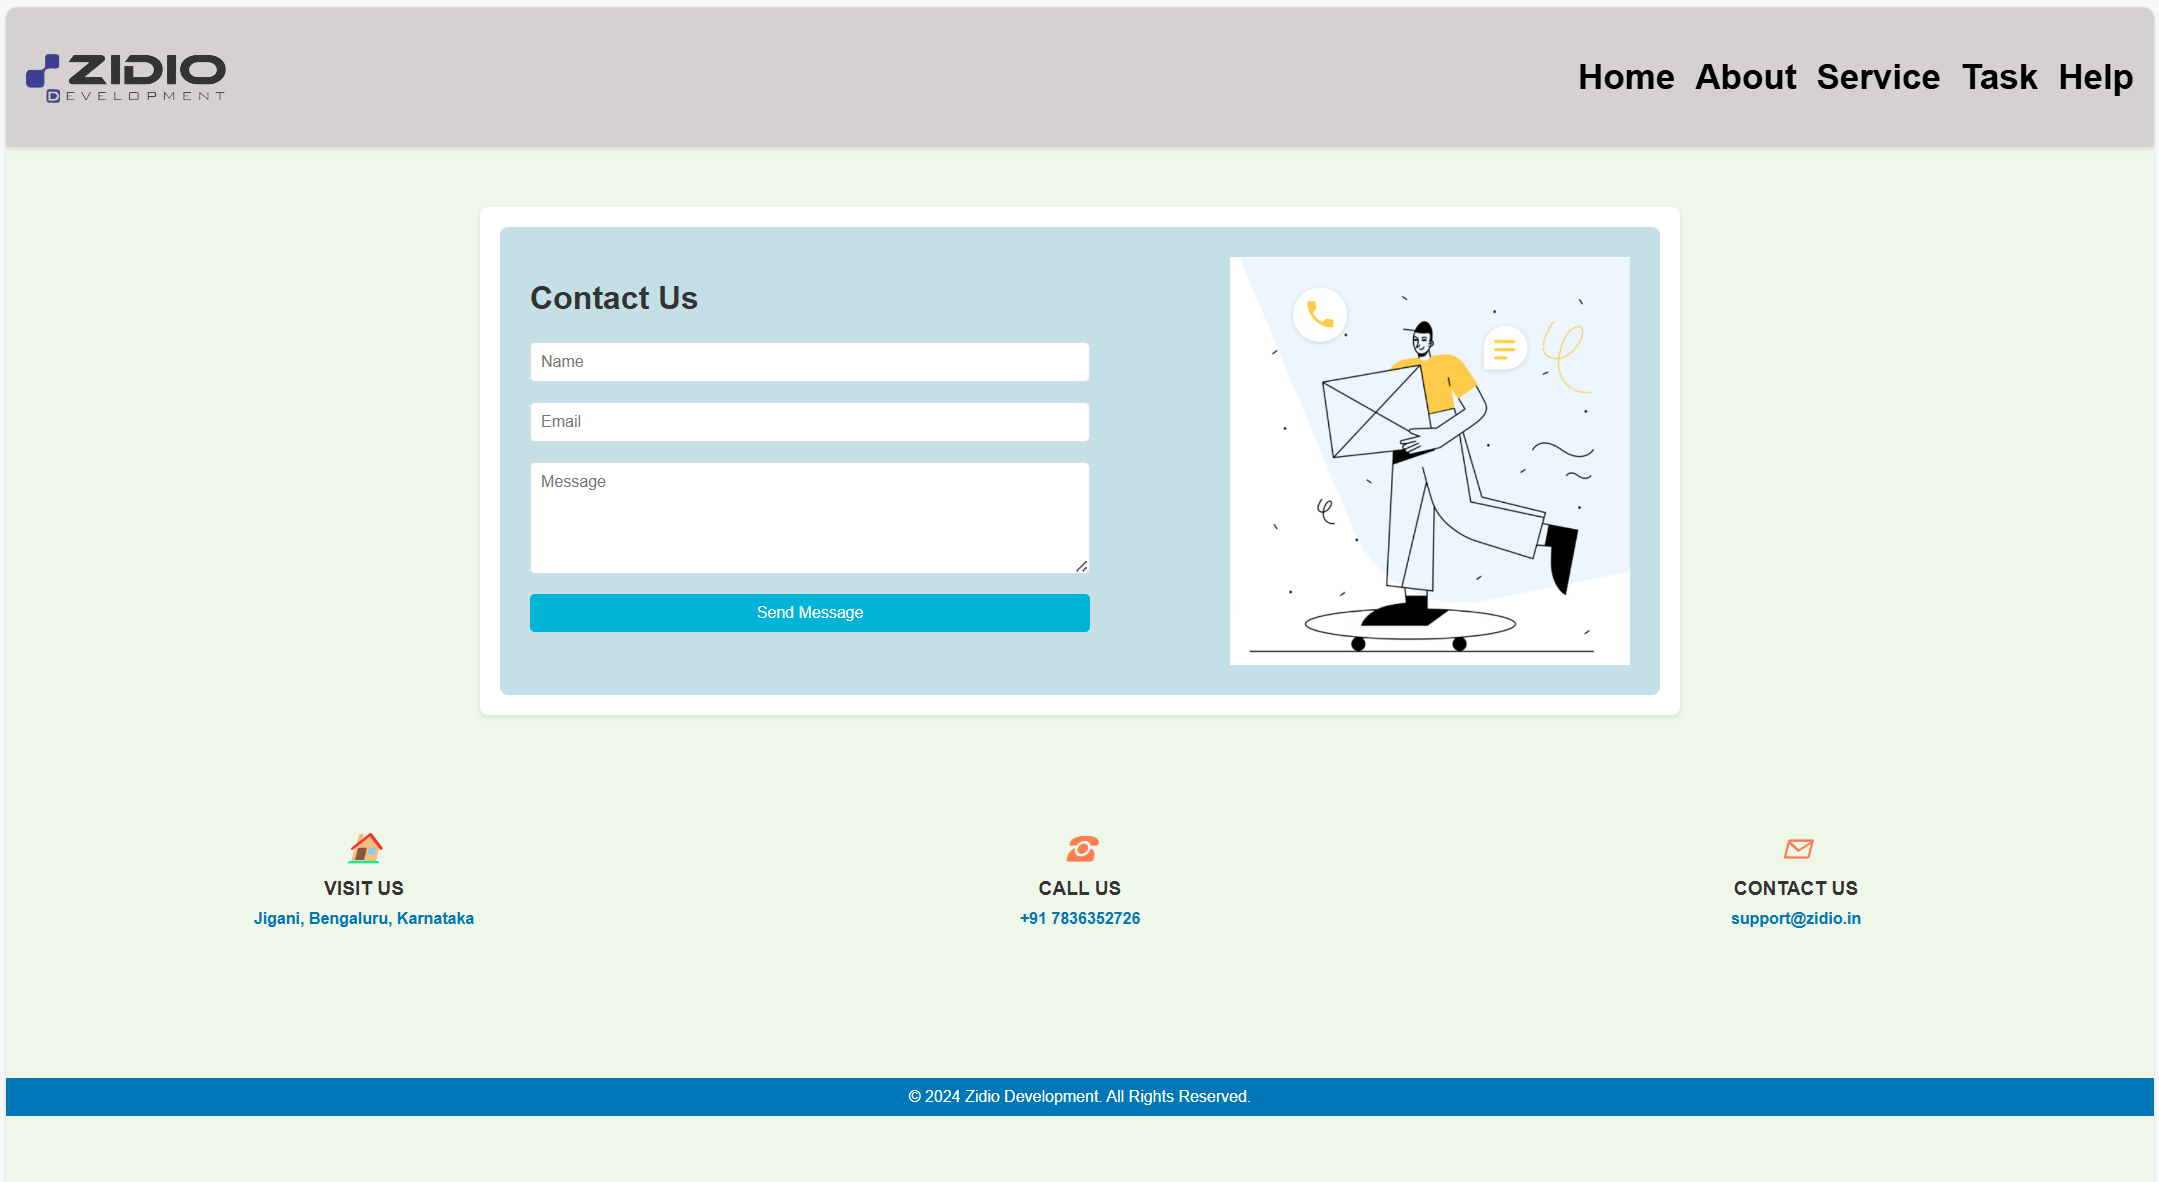 ZIDIO
DEVELOPMENT
Home About Service Task Help
Contact Us
Name
Email
Message
Send Message
VISIT US
Jigani, Bengaluru, Karnataka
CALL US
+91 7836352726
CONTACT US
support@zidio.in
© 2024 Zidio Development. All Rights Reserved.